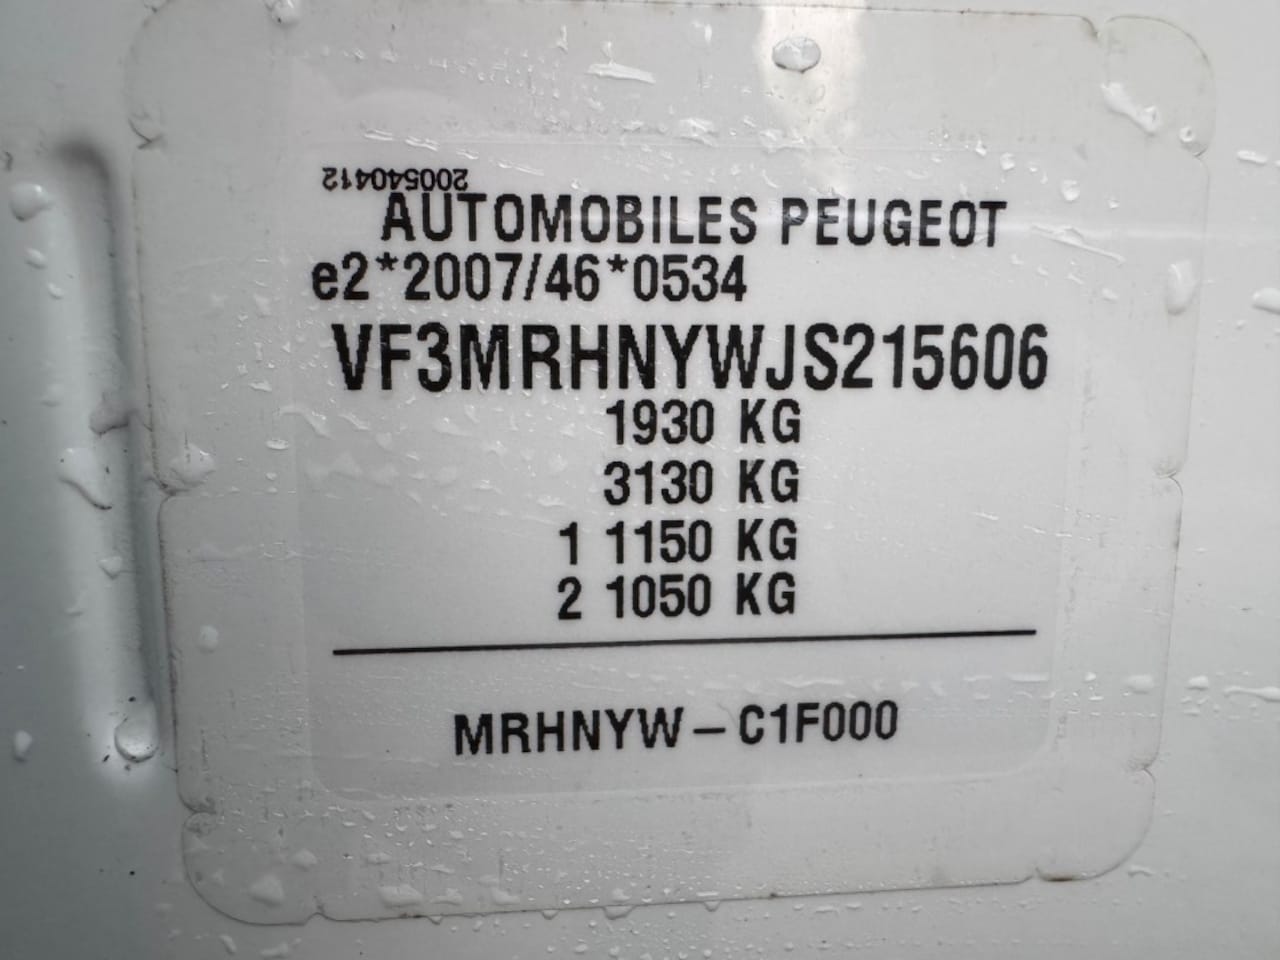 200540412
AUTOMOBILES PEUGEOT
e2*2007/46*0534
VF3MRHNYWJS215606
1930 KG
3130 KG
1 1150 KG
2 1050 KG
MRHNYW-C1F000